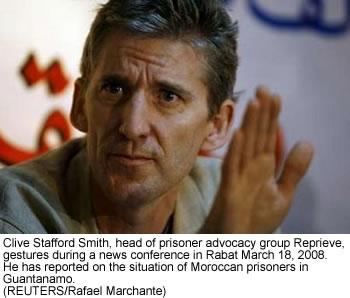 Clive Stafford Smith, head of prisoner advocacy group Reprieve,
gestures during a news conference in Rabat March 18, 2008.
He has reported on the situation of Moroccan prisoners in
Guantanamo.
(REUTERS/Rafael Marchante)